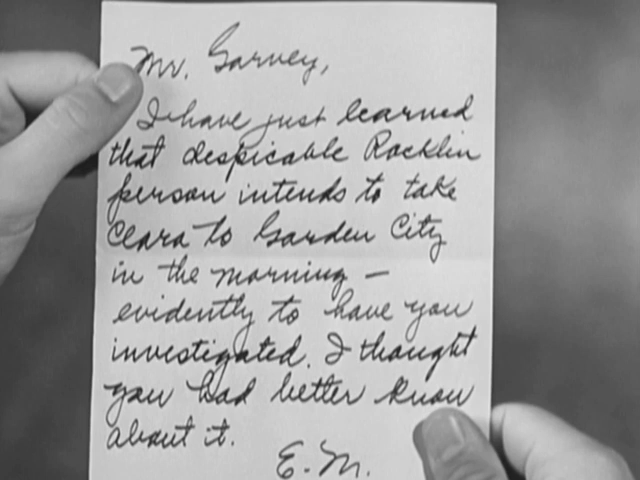 Mr. Garvey,
I have just learned
that despicable Rocklin
person intends to take
Clara to Garden City
in the morning —
evidently to have you
investigated. I thought
you had better know
about it.
E.M.